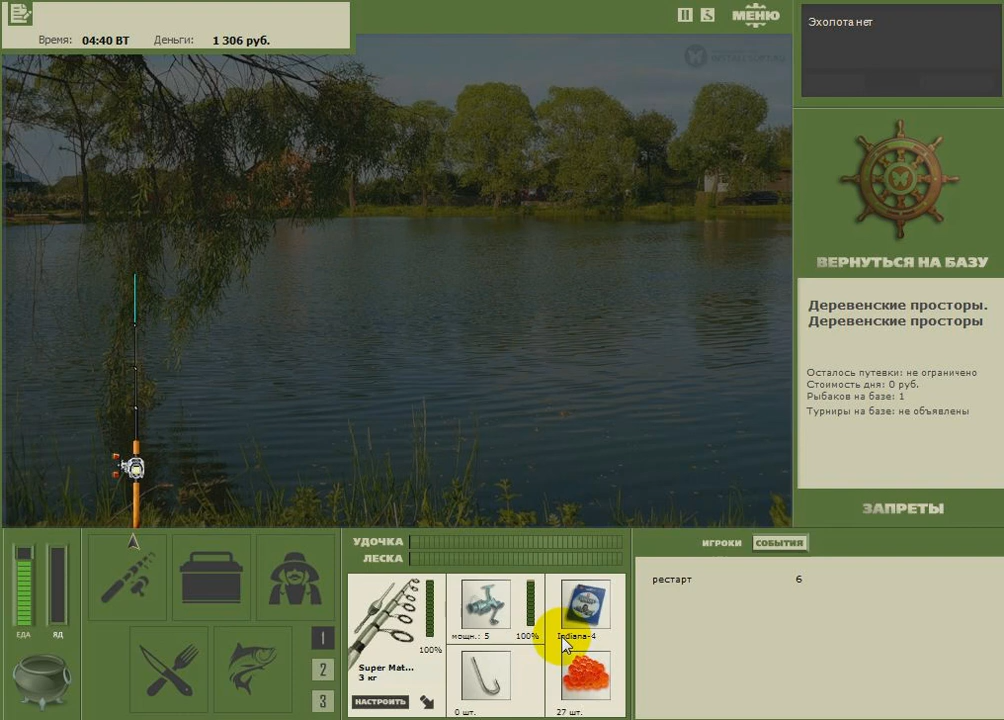 МЕНЮ
Время: 04:40 ВТ Деньги: 1 306 руб.
Эхолота нет
INSTALLSOFT.RU
ВЕРНУТЬСЯ НА БАЗУ
Деревенские просторы.
Деревенские просторы
Осталось путевки: не ограничено
Стоимость дня: 0 руб.
Рыбаков на базе: 1
Турниры на базе: не объявлены
ЗАПРЕТЫ
УДОЧКА
ЛЕСКА
ИГРОКИ СОБЫТИЯ
рестарт 6
ЕДА ЯД
1
2
3
мощн.: 5 100% Indiana-4
100%
Super Mat...
3 кг
НАСТРОИТЬ
0 шт. 27 шт.